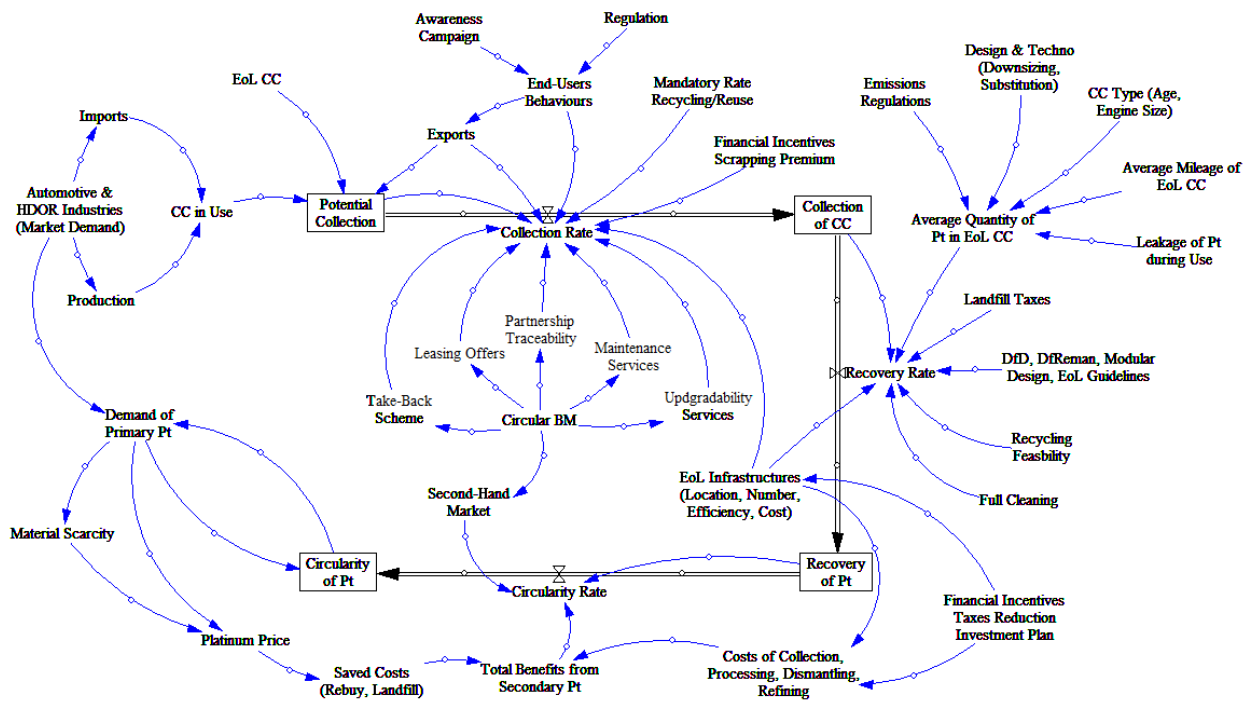 Awareness
Campaign
Regulation
EoL CC
End-Users
Behaviours
Mandatory Rate
Recycling/Reuse
Emissions
Regulations
Design & Techno
(Downsizing,
Substitution)
CC Type (Age,
Engine Size)
Imports
Exports
Financial Incentives
Scrapping Premium
Average Mileage of
EoL CC
Automotive &
HDOR Industries
(Market Demand)
CC in Use
Potential
Collection
Collection Rate
Collection
of CC
Average Quantity of
Pt in EoL CC
Leakage of Pt
during Use
Production
Landfill Taxes
Partnership
Traceability
Leasing Offers
Maintenance
Services
Recovery Rate
DfD, DfReman, Modular
Design, EoL Guidelines
Take-Back
Scheme
Circular BM
Updgradability
Services
Demand of
Primary Pt
Recycling
Feasbility
EoL Infrastructures
(Location, Number,
Efficiency, Cost)
Full Cleaning
Second-Hand
Market
Material Scarcity
Circularity
of Pt
Circularity Rate
Recovery
of Pt
Financial Incentives
Taxes Reduction
Investment Plan
Platinum Price
Saved Costs
(Rebuy, Landfill)
Total Benefits from
Secondary Pt
Costs of Collection,
Processing, Dismantling,
Refining